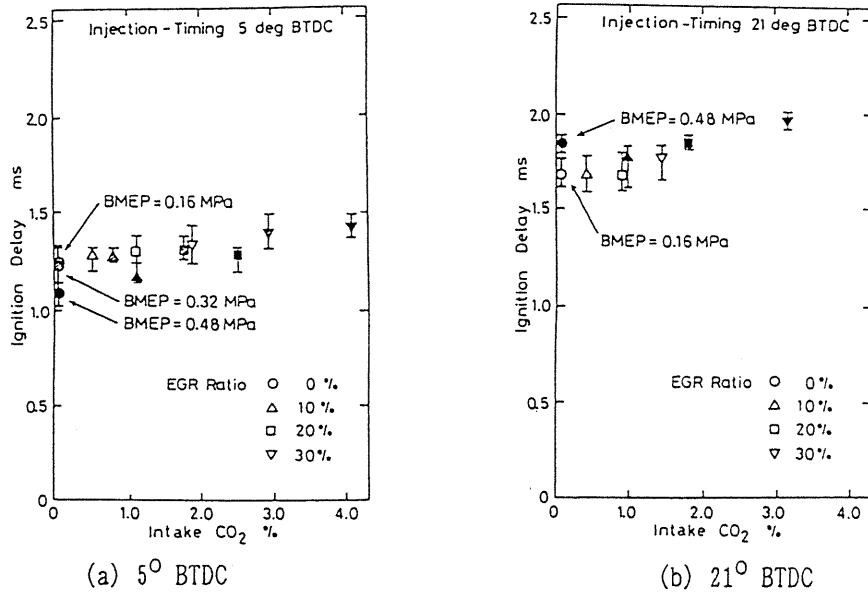 2.5
Injection-Timing 5 deg BTDC
2.0
1.5
BMEP=0.16 MPa
1.0
BMEP = 0.32 MPa
BMEP=0.48 MPa
0.5
EGR Ratio ○ 0 %
△ 10 %
□ 20 %
▽ 30 %
0
0 1.0 2.0 3.0 4.0
Ignition Delay ms
Intake CO₂ %
(a) 5⁰ BTDC
2.5
Injection-Timing 21 deg BTDC
2.0
BMEP=0.48 MPa
1.5
BMEP=0.16 MPa
1.0
0.5
EGR Ratio ○ 0 %
△ 10 %
□ 20 %
▽ 30 %
0
0 1.0 2.0 3.0 4.0
Ignition Delay ms
Intake CO₂ %
(b) 21⁰ BTDC